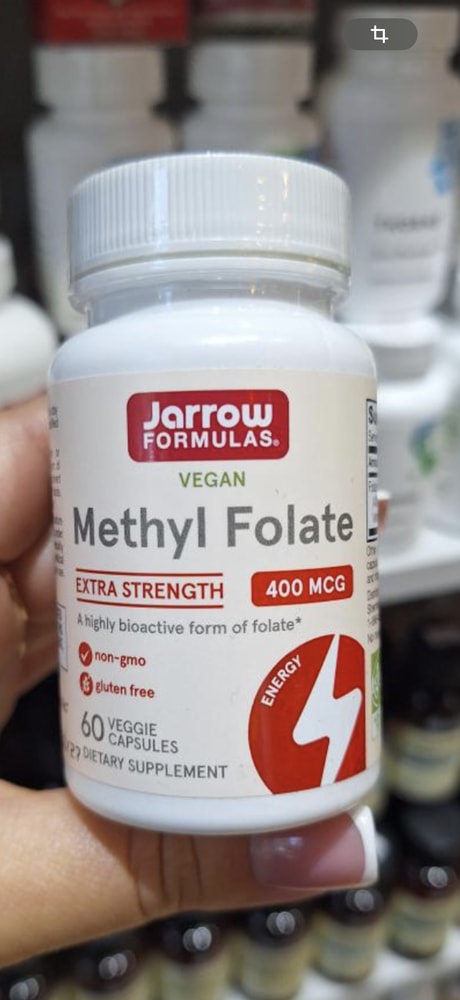 Jarrow
FORMULAS®
VEGAN
Methyl Folate
EXTRA STRENGTH
400 MCG
A highly bioactive form of folate*
non-gmo
gluten free
ENERGY
60 VEGGIE
CAPSULES
DIETARY SUPPLEMENT